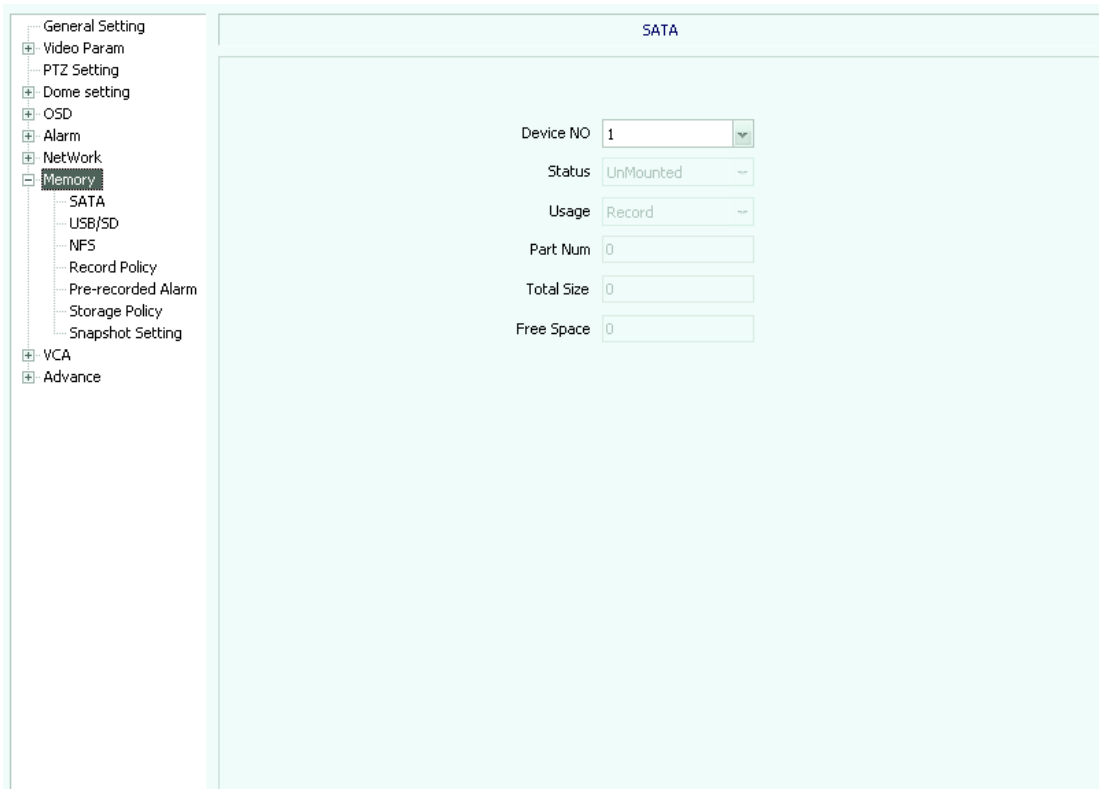 General Setting
Video Param
PTZ Setting
Dome setting
OSD
Alarm
NetWork
Memory
SATA
USB/SD
NFS
Record Policy
Pre-recorded Alarm
Storage Policy
Snapshot Setting
VCA
Advance
SATA
Device NO 1
Status UnMounted
Usage Record
Part Num 0
Total Size 0
Free Space 0